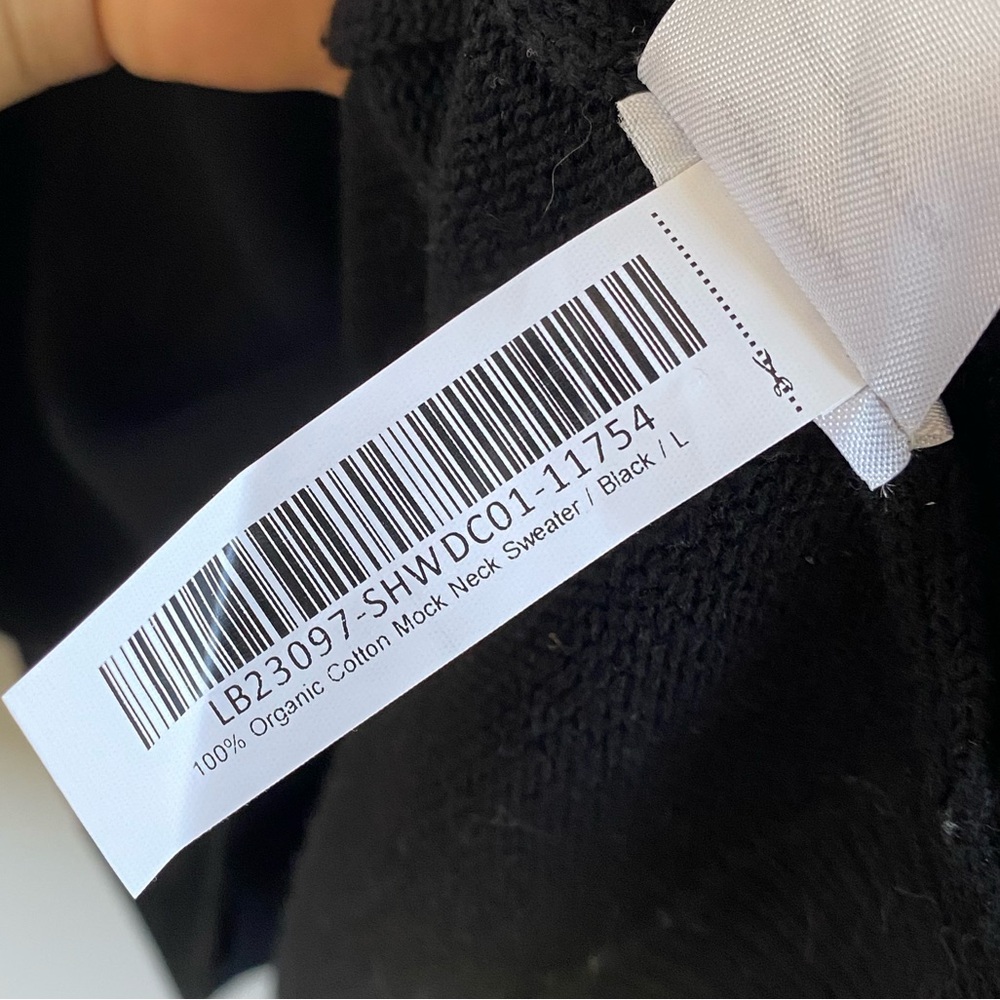 LB23097-SHWDC01-11754
100% Organic Cotton Mock Neck Sweater / Black / L